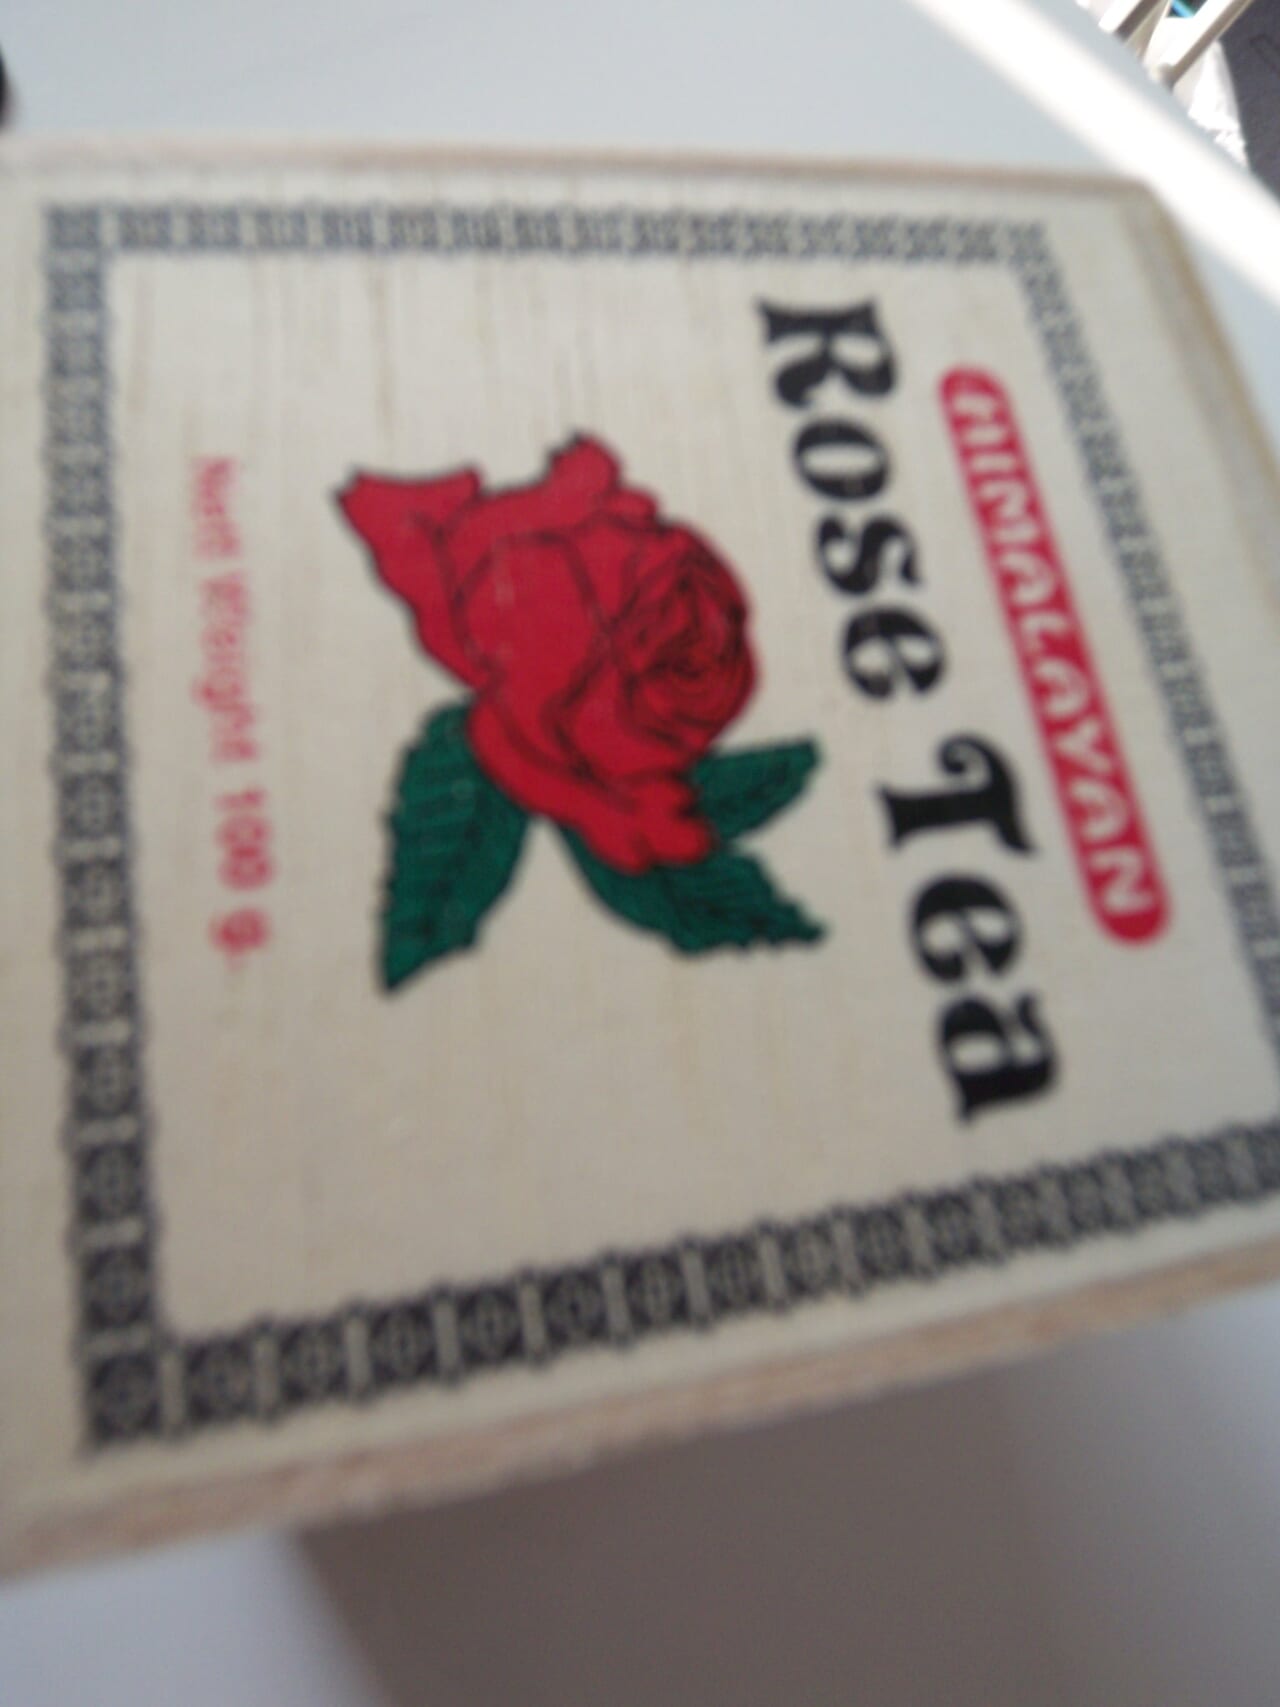 HIMALAYAN
Rose Tea
Nett Weight 100 g.